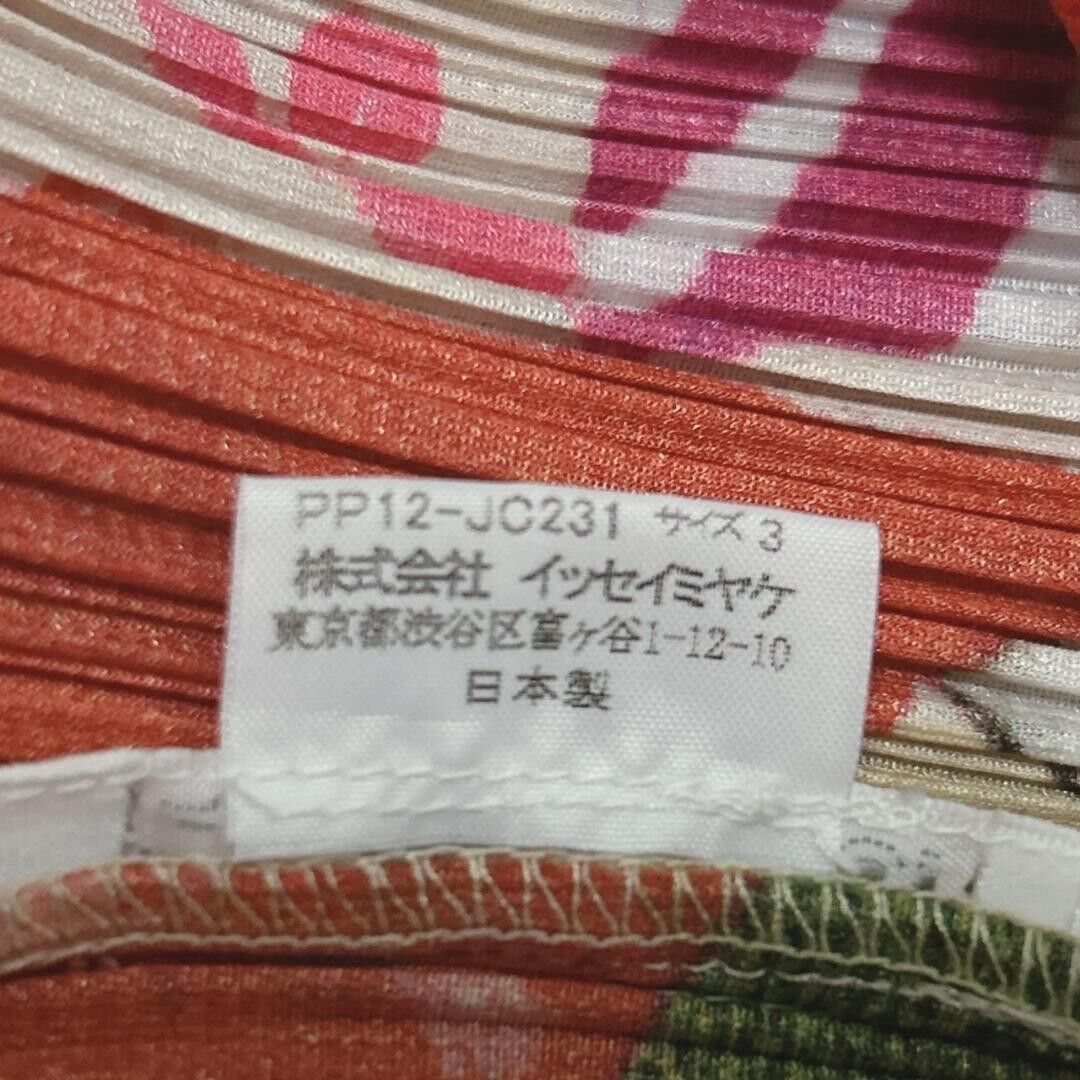 PP12-JC231 サイズ 3
株式会社 イッセイミヤケ
東京都渋谷区富ヶ谷1-12-10
日本製